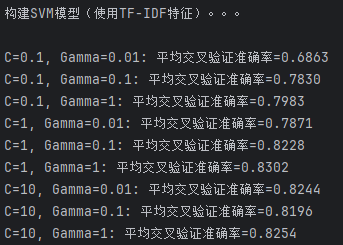 构建SVM模型（使用TF-IDF特征）。。。
C=0.1, Gamma=0.01: 平均交叉验证准确率=0.6863
C=0.1, Gamma=0.1: 平均交叉验证准确率=0.7830
C=0.1, Gamma=1: 平均交叉验证准确率=0.7983
C=1, Gamma=0.01: 平均交叉验证准确率=0.7871
C=1, Gamma=0.1: 平均交叉验证准确率=0.8228
C=1, Gamma=1: 平均交叉验证准确率=0.8302
C=10, Gamma=0.01: 平均交叉验证准确率=0.8244
C=10, Gamma=0.1: 平均交叉验证准确率=0.8196
C=10, Gamma=1: 平均交叉验证准确率=0.8254